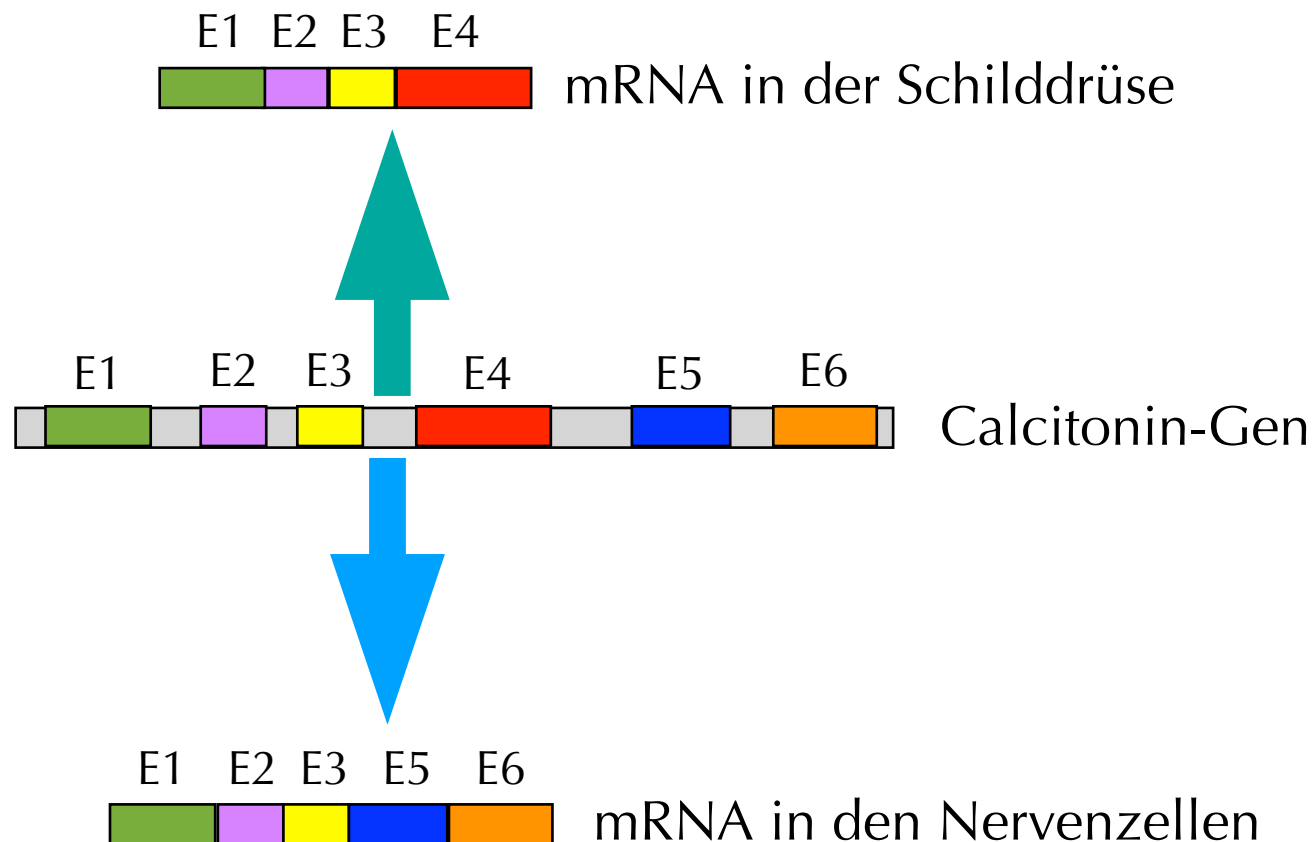 E1 E2 E3 E4
mRNA in der Schilddrüse
E1 E2 E3 E4 E5 E6
Calcitonin-Gen
E1 E2 E3 E5 E6
mRNA in den Nervenzellen